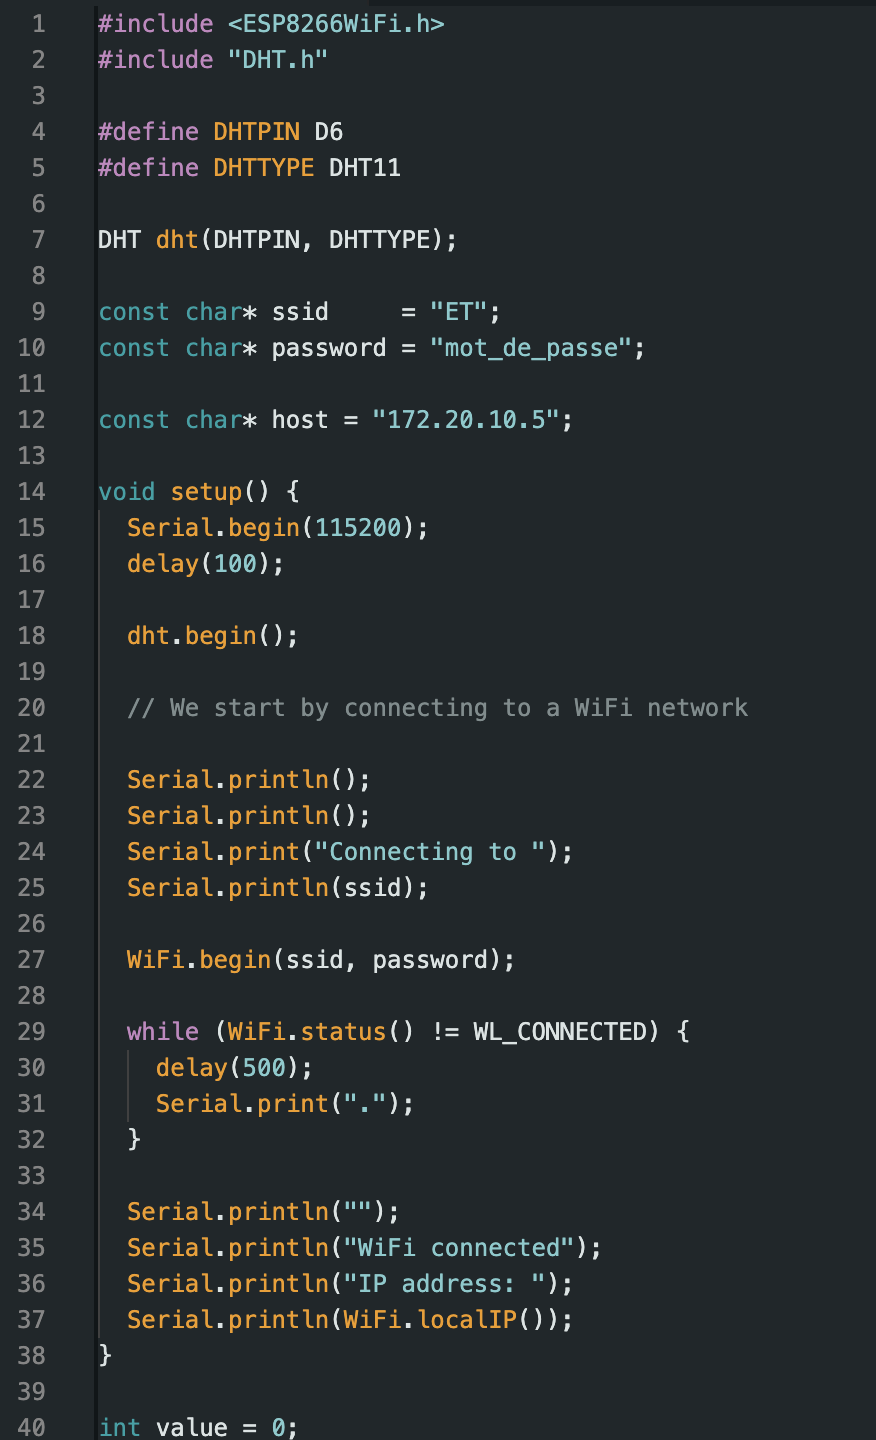 1 #include <ESP8266WiFi.h>
2 #include "DHT.h"
3
4 #define DHTPIN D6
5 #define DHTTYPE DHT11
6
7 DHT dht(DHTPIN, DHTTYPE);
8
9 const char* ssid     = "ET";
10 const char* password = "mot_de_passe";
11
12 const char* host = "172.20.10.5";
13
14 void setup() {
15   Serial.begin(115200);
16   delay(100);
17
18   dht.begin();
19
20   // We start by connecting to a WiFi network
21
22   Serial.println();
23   Serial.println();
24   Serial.print("Connecting to ");
25   Serial.println(ssid);
26
27   WiFi.begin(ssid, password);
28
29   while (WiFi.status() != WL_CONNECTED) {
30     delay(500);
31     Serial.print(".");
32   }
33
34   Serial.println("");
35   Serial.println("WiFi connected");
36   Serial.println("IP address: ");
37   Serial.println(WiFi.localIP());
38 }
39
40 int value = 0;